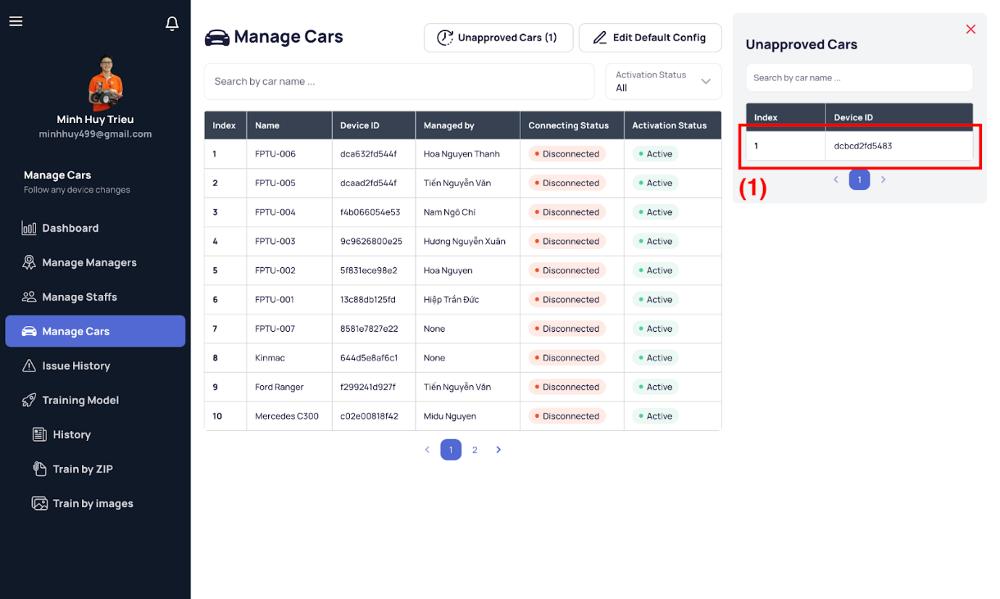 Minh Huy Trieu
minhhuy499@gmail.com
Manage Cars
Follow any device changes
Dashboard
Manage Managers
Manage Staffs
Manage Cars
Issue History
Training Model
History
Train by ZIP
Train by images
Manage Cars
Unapproved Cars (1)
Edit Default Config
Search by car name ...
Activation Status
All
Index Name Device ID Managed by Connecting Status Activation Status
1 FPTU-006 dca632fd544f Hoa Nguyen Thanh Disconnected Active
2 FPTU-005 dcaad2fd544f Tiến Nguyễn Văn Disconnected Active
3 FPTU-004 f4b066054e53 Nam Ngô Chí Disconnected Active
4 FPTU-003 9c9626800e25 Hương Nguyễn Xuân Disconnected Active
5 FPTU-002 5f831ece98e2 Hoa Nguyen Disconnected Active
6 FPTU-001 13c88db125fd Hiệp Trần Đức Disconnected Active
7 FPTU-007 8581e7827e22 None Disconnected Active
8 Kinmac 644d5e8af6c1 None Disconnected Active
9 Ford Ranger f299241d927f Tiến Nguyễn Văn Disconnected Active
10 Mercedes C300 c02e00818f42 Midu Nguyen Disconnected Active
1 2
Unapproved Cars
Search by car name ...
Index Device ID
1 dcbcd2fd5483
1
(1)